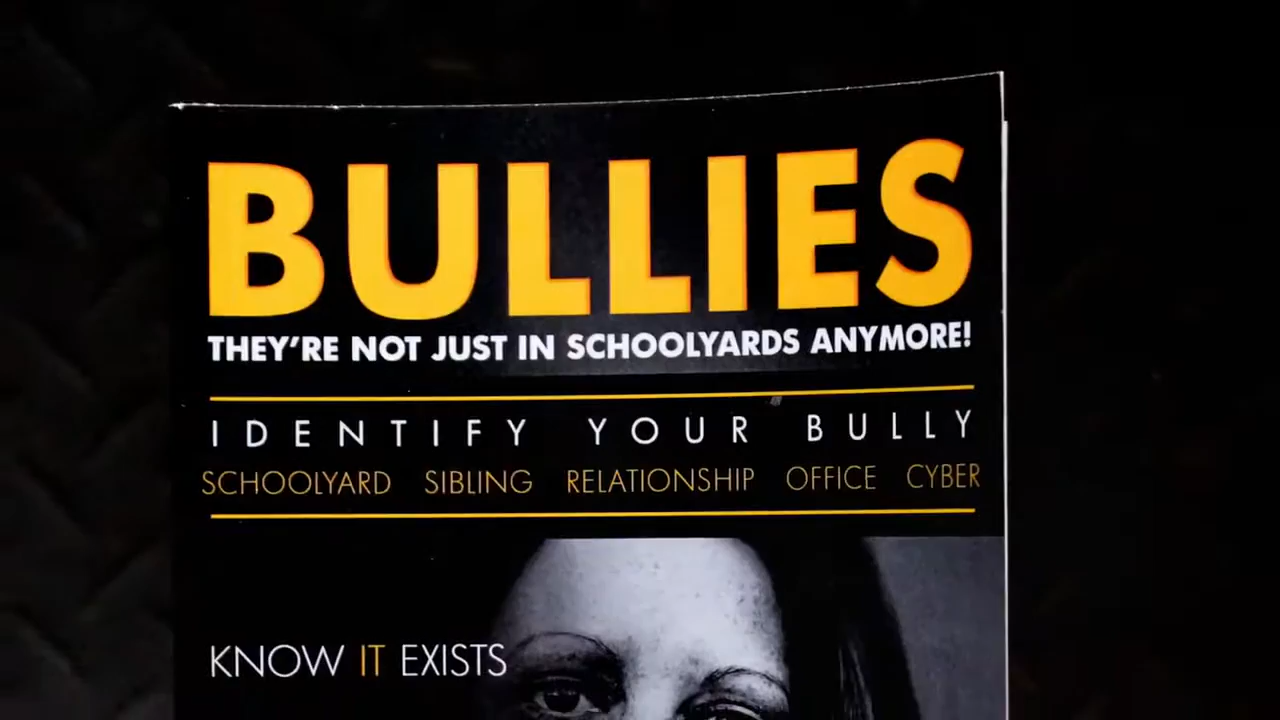 BULLIES
THEY'RE NOT JUST IN SCHOOLYARDS ANYMORE!
IDENTIFY YOUR BULLY
SCHOOLYARD SIBLING RELATIONSHIP OFFICE CYBER
KNOW IT EXISTS